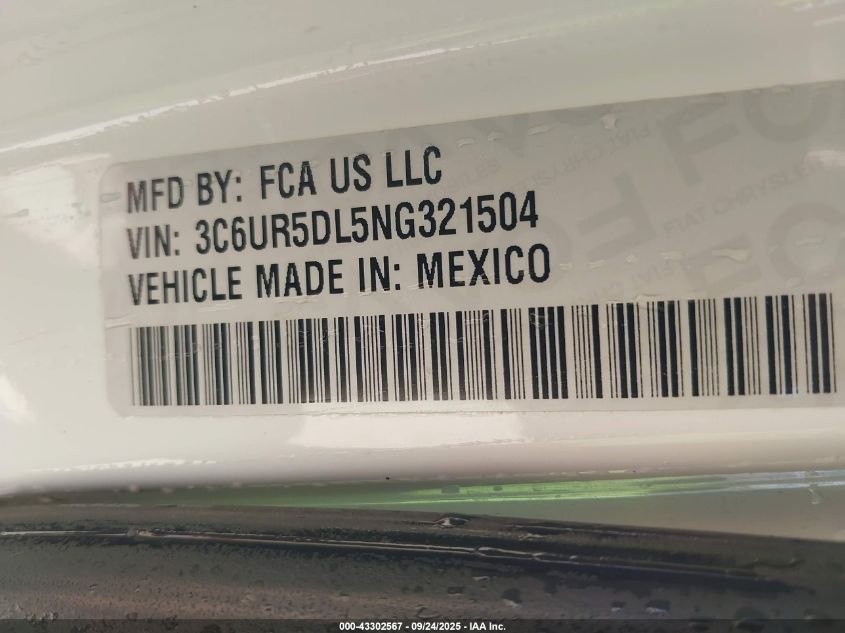 MFD BY: FCA US LLC
VIN: 3C6UR5DL5NG321504
VEHICLE MADE IN: MEXICO
000-43302567 - 09/24/2025 - IAA Inc.